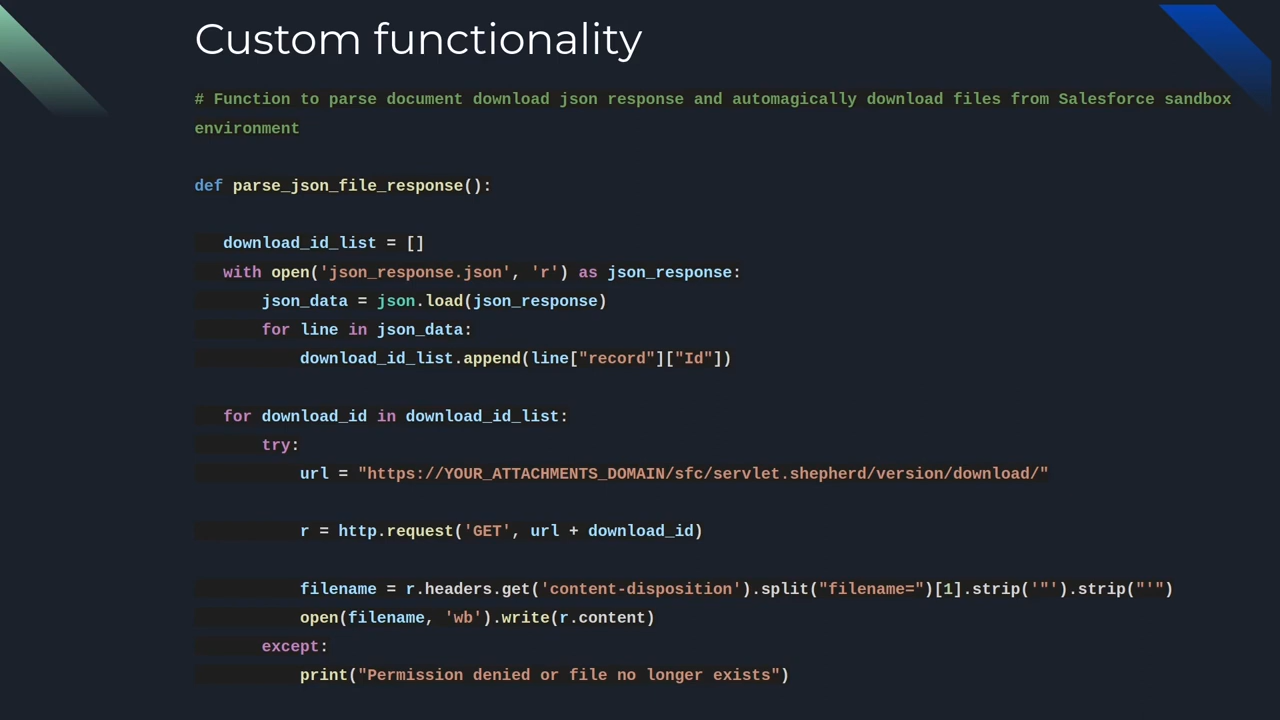 Custom functionality
# Function to parse document download json response and automagically download files from Salesforce sandbox
environment
def parse_json_file_response():
download_id_list = []
with open('json_response.json', 'r') as json_response:
json_data = json.load(json_response)
for line in json_data:
download_id_list.append(line["record"]["Id"])
for download_id in download_id_list:
try:
url = "https://YOUR_ATTACHMENTS_DOMAIN/sfc/servlet.shepherd/version/download/"
r = http.request('GET', url + download_id)
filename = r.headers.get('content-disposition').split("filename=")[1].strip('"').strip("'")
open(filename, 'wb').write(r.content)
except:
print("Permission denied or file no longer exists")